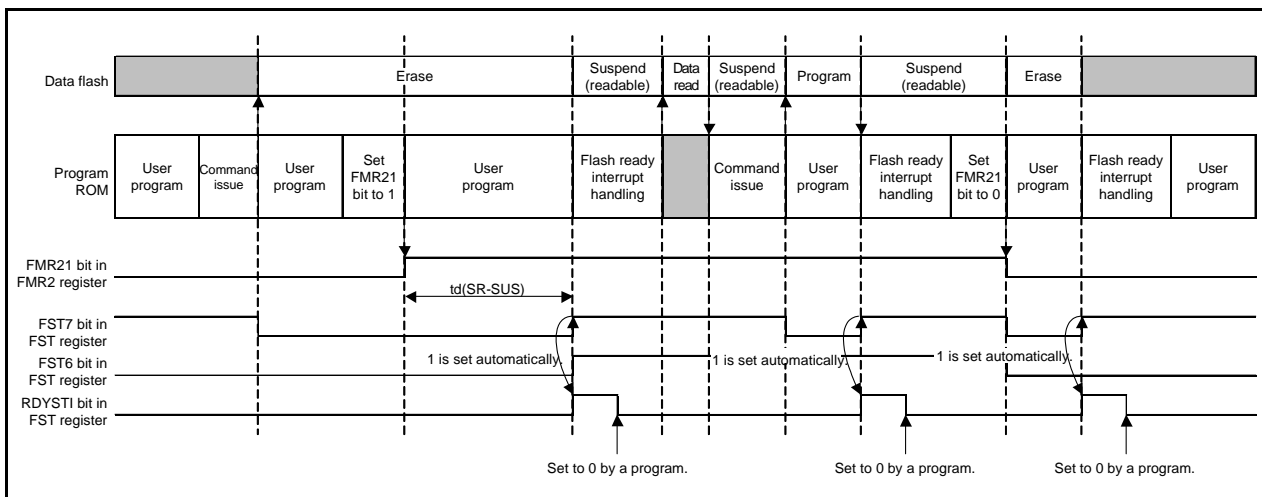 Data flash
Erase
Suspend
(readable)
Data
read
Suspend
(readable)
Program
Suspend
(readable)
Erase
Program
ROM
User
program
Command
issue
User
program
Set
FMR21
bit to 1
User
program
Flash ready
interrupt
handling
Command
issue
User
program
Flash ready
interrupt
handling
Set
FMR21
bit to 0
User
program
Flash ready
interrupt
handling
User
program
FMR21 bit in
FMR2 register
td(SR-SUS)
FST7 bit in
FST register
1 is set automatically.
1 is set automatically.
1 is set automatically.
FST6 bit in
FST register
RDYSTI bit in
FST register
Set to 0 by a program.
Set to 0 by a program.
Set to 0 by a program.